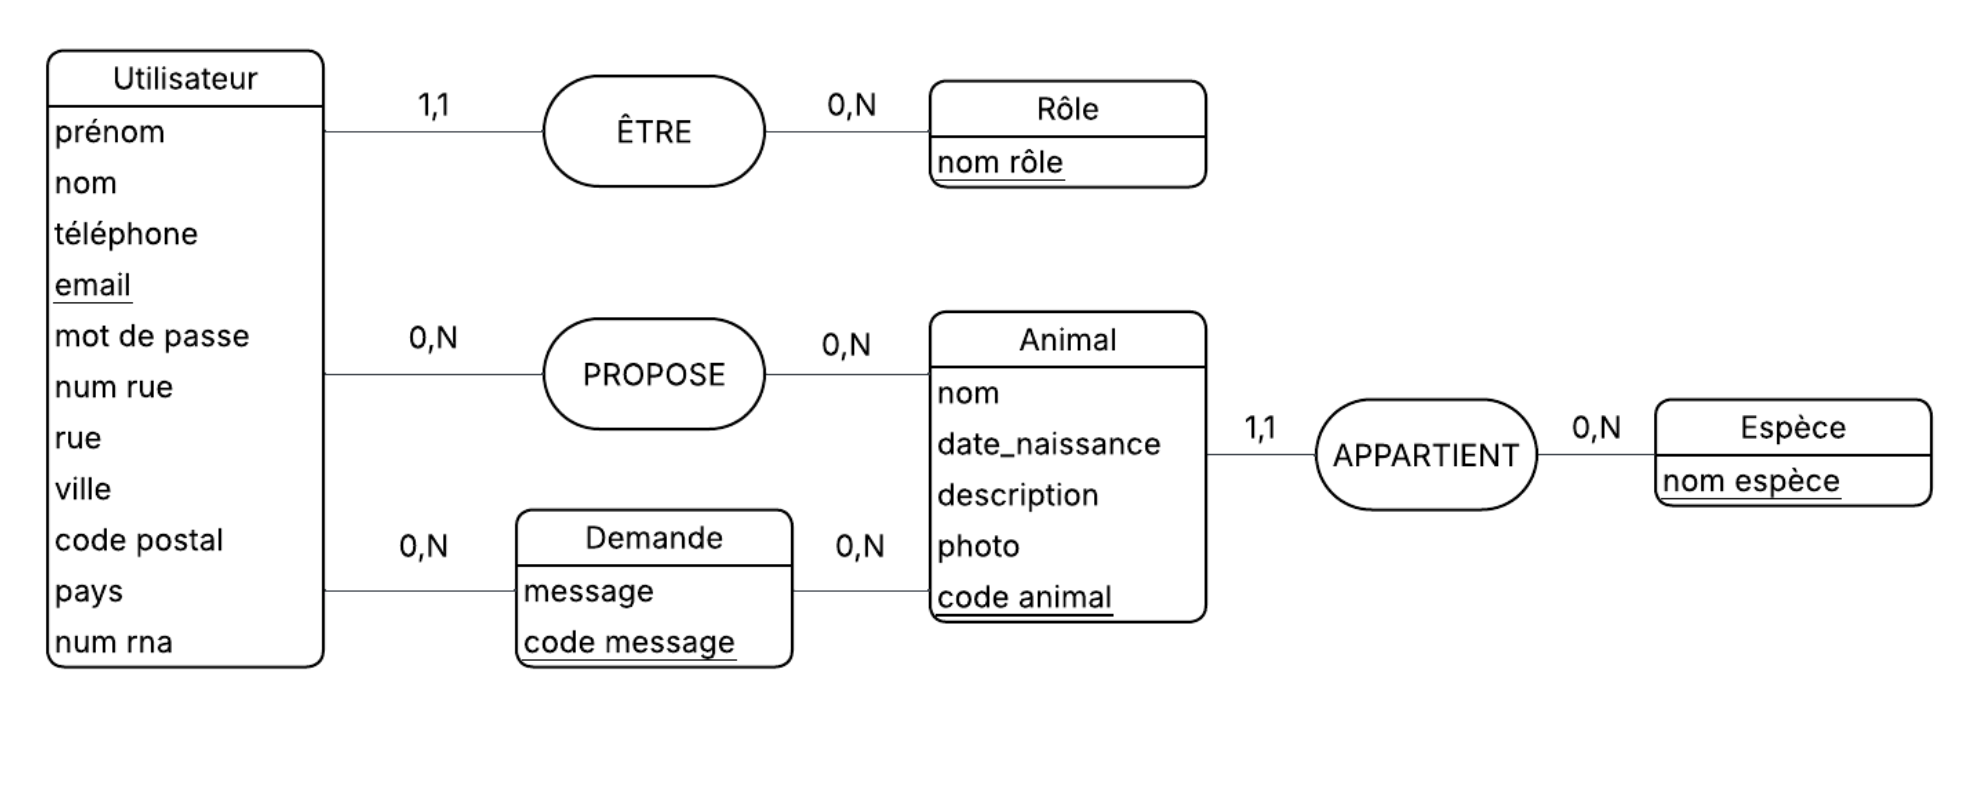 Utilisateur
prénom
nom
téléphone
email
mot de passe
num rue
rue
ville
code postal
pays
num rna
1,1
ÊTRE
0,N
Rôle
nom rôle
0,N
PROPOSE
0,N
Animal
nom
date_naissance
description
photo
code animal
1,1
APPARTIENT
0,N
Espèce
nom espèce
0,N
Demande
message
code message
0,N